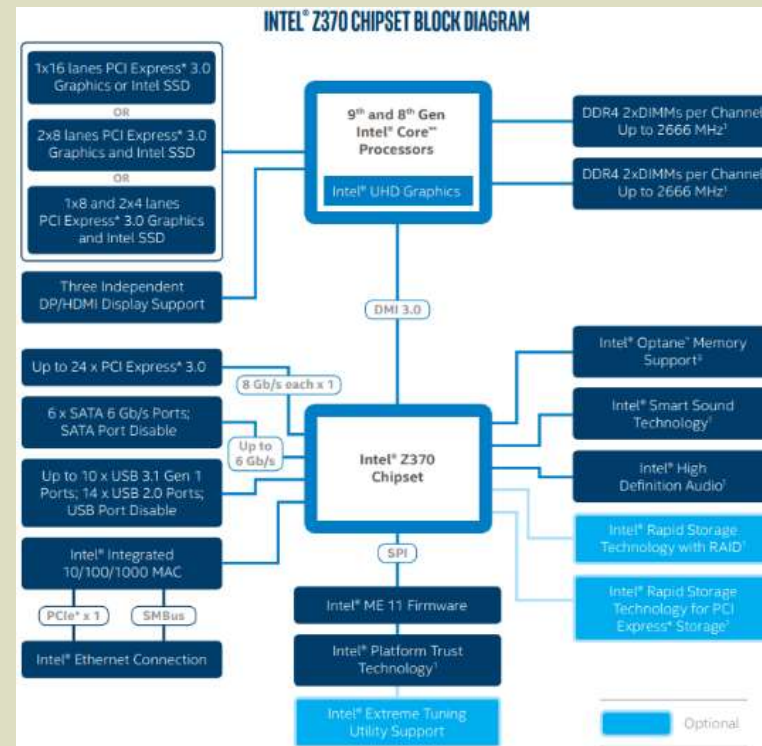 INTEL® Z370 CHIPSET BLOCK DIAGRAM
1x16 lanes PCI Express* 3.0
Graphics or Intel SSD
OR
2x8 lanes PCI Express* 3.0
Graphics and Intel SSD
OR
1x8 and 2x4 lanes
PCI Express* 3.0 Graphics
and Intel SSD
Three Independent
DP/HDMI Display Support
9th and 8th Gen
Intel® Core™
Processors
Intel® UHD Graphics
DDR4 2xDIMMs per Channel
Up to 2666 MHz¹
DDR4 2xDIMMs per Channel
Up to 2666 MHz¹
DMI 3.0
Up to 24 x PCI Express* 3.0
8 Gb/s each x 1
6 x SATA 6 Gb/s Ports;
SATA Port Disable
Up to
6 Gb/s
Up to 10 x USB 3.1 Gen 1
Ports; 14 x USB 2.0 Ports;
USB Port Disable
Intel® Integrated
10/100/1000 MAC
PCIe* x 1
SMBus
Intel® Ethernet Connection
Intel® Z370
Chipset
SPI
Intel® ME 11 Firmware
Intel® Platform Trust
Technology¹
Intel® Extreme Tuning
Utility Support
Intel® Optane™ Memory
Support
Intel® Smart Sound
Technology¹
Intel® High
Definition Audio¹
Intel® Rapid Storage
Technology with RAID¹
Intel® Rapid Storage
Technology for PCI
Express* Storage¹
Optional